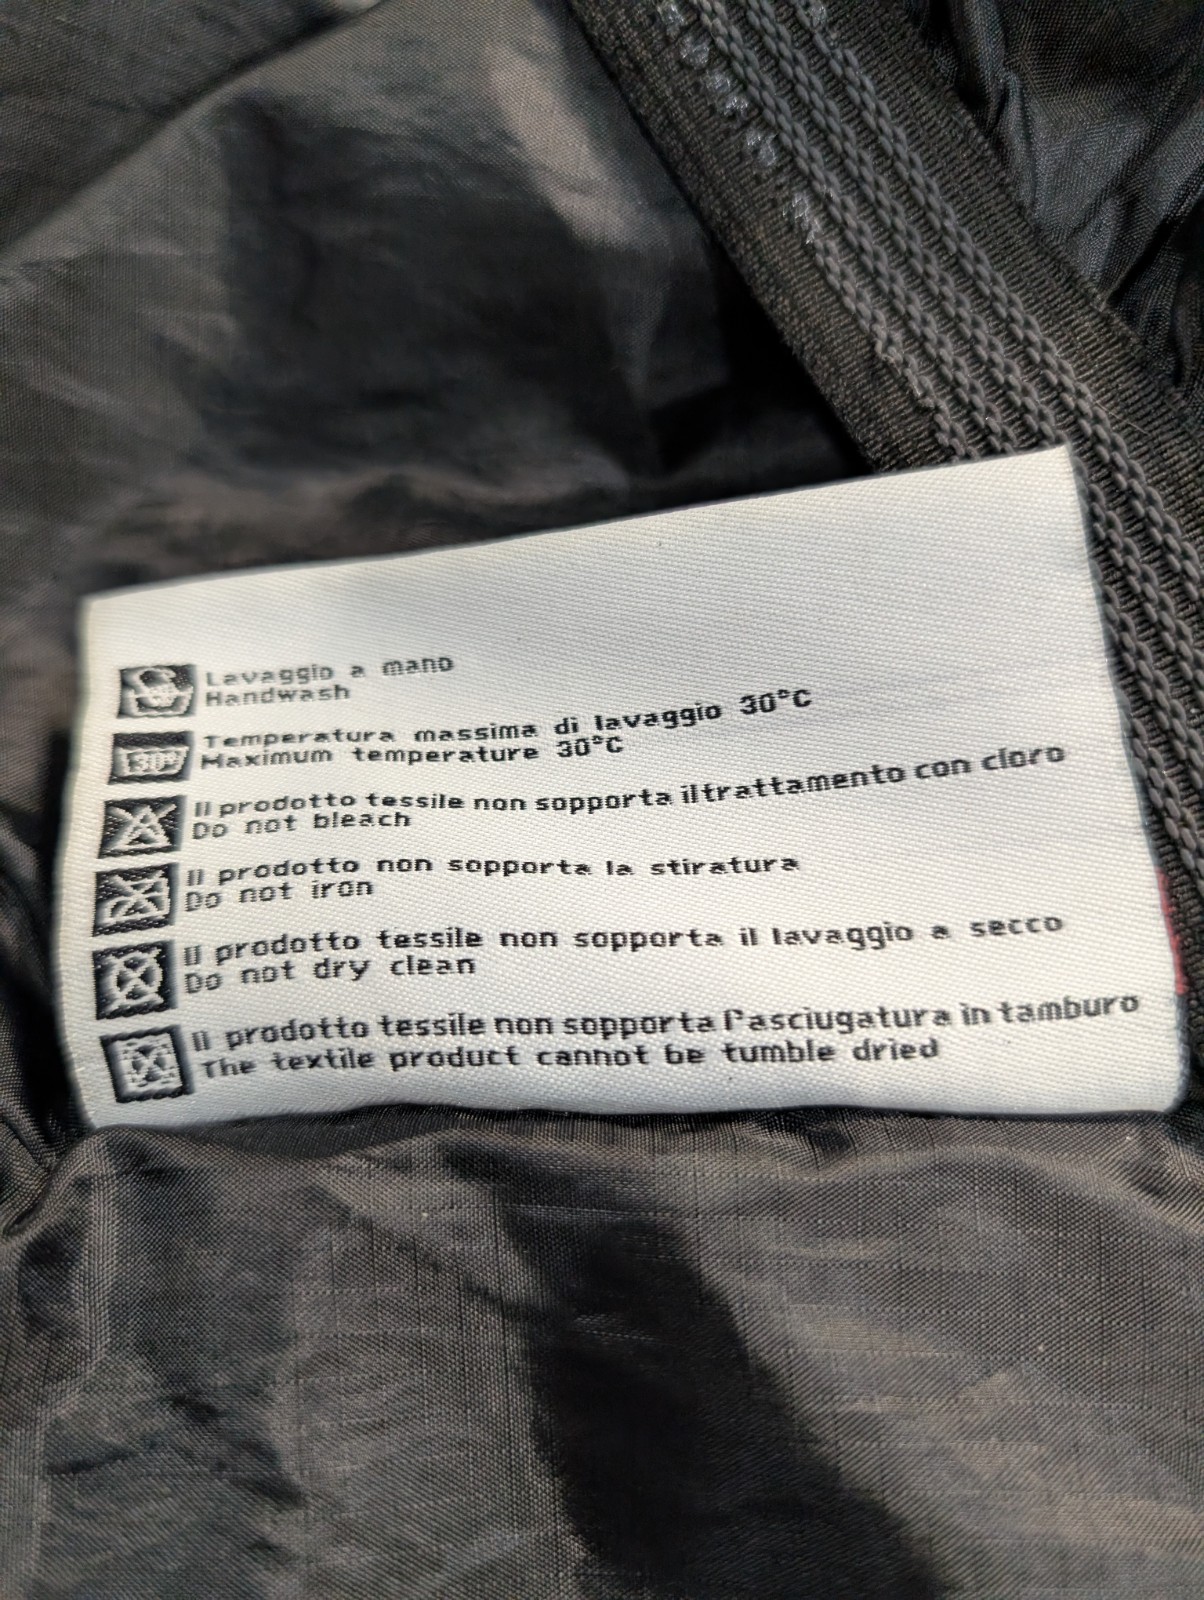 Lavaggio a mano
Handwash
Temperatura massima di lavaggio 30°C
Maximum temperature 30°C
30°
Il prodotto tessile non sopporta il trattamento con cloro
Do not bleach
Il prodotto non sopporta la stiratura
Do not iron
Il prodotto tessile non sopporta il lavaggio a secco
Do not dry clean
Il prodotto tessile non sopporta l'asciugatura in tamburo
The textile product cannot be tumble dried